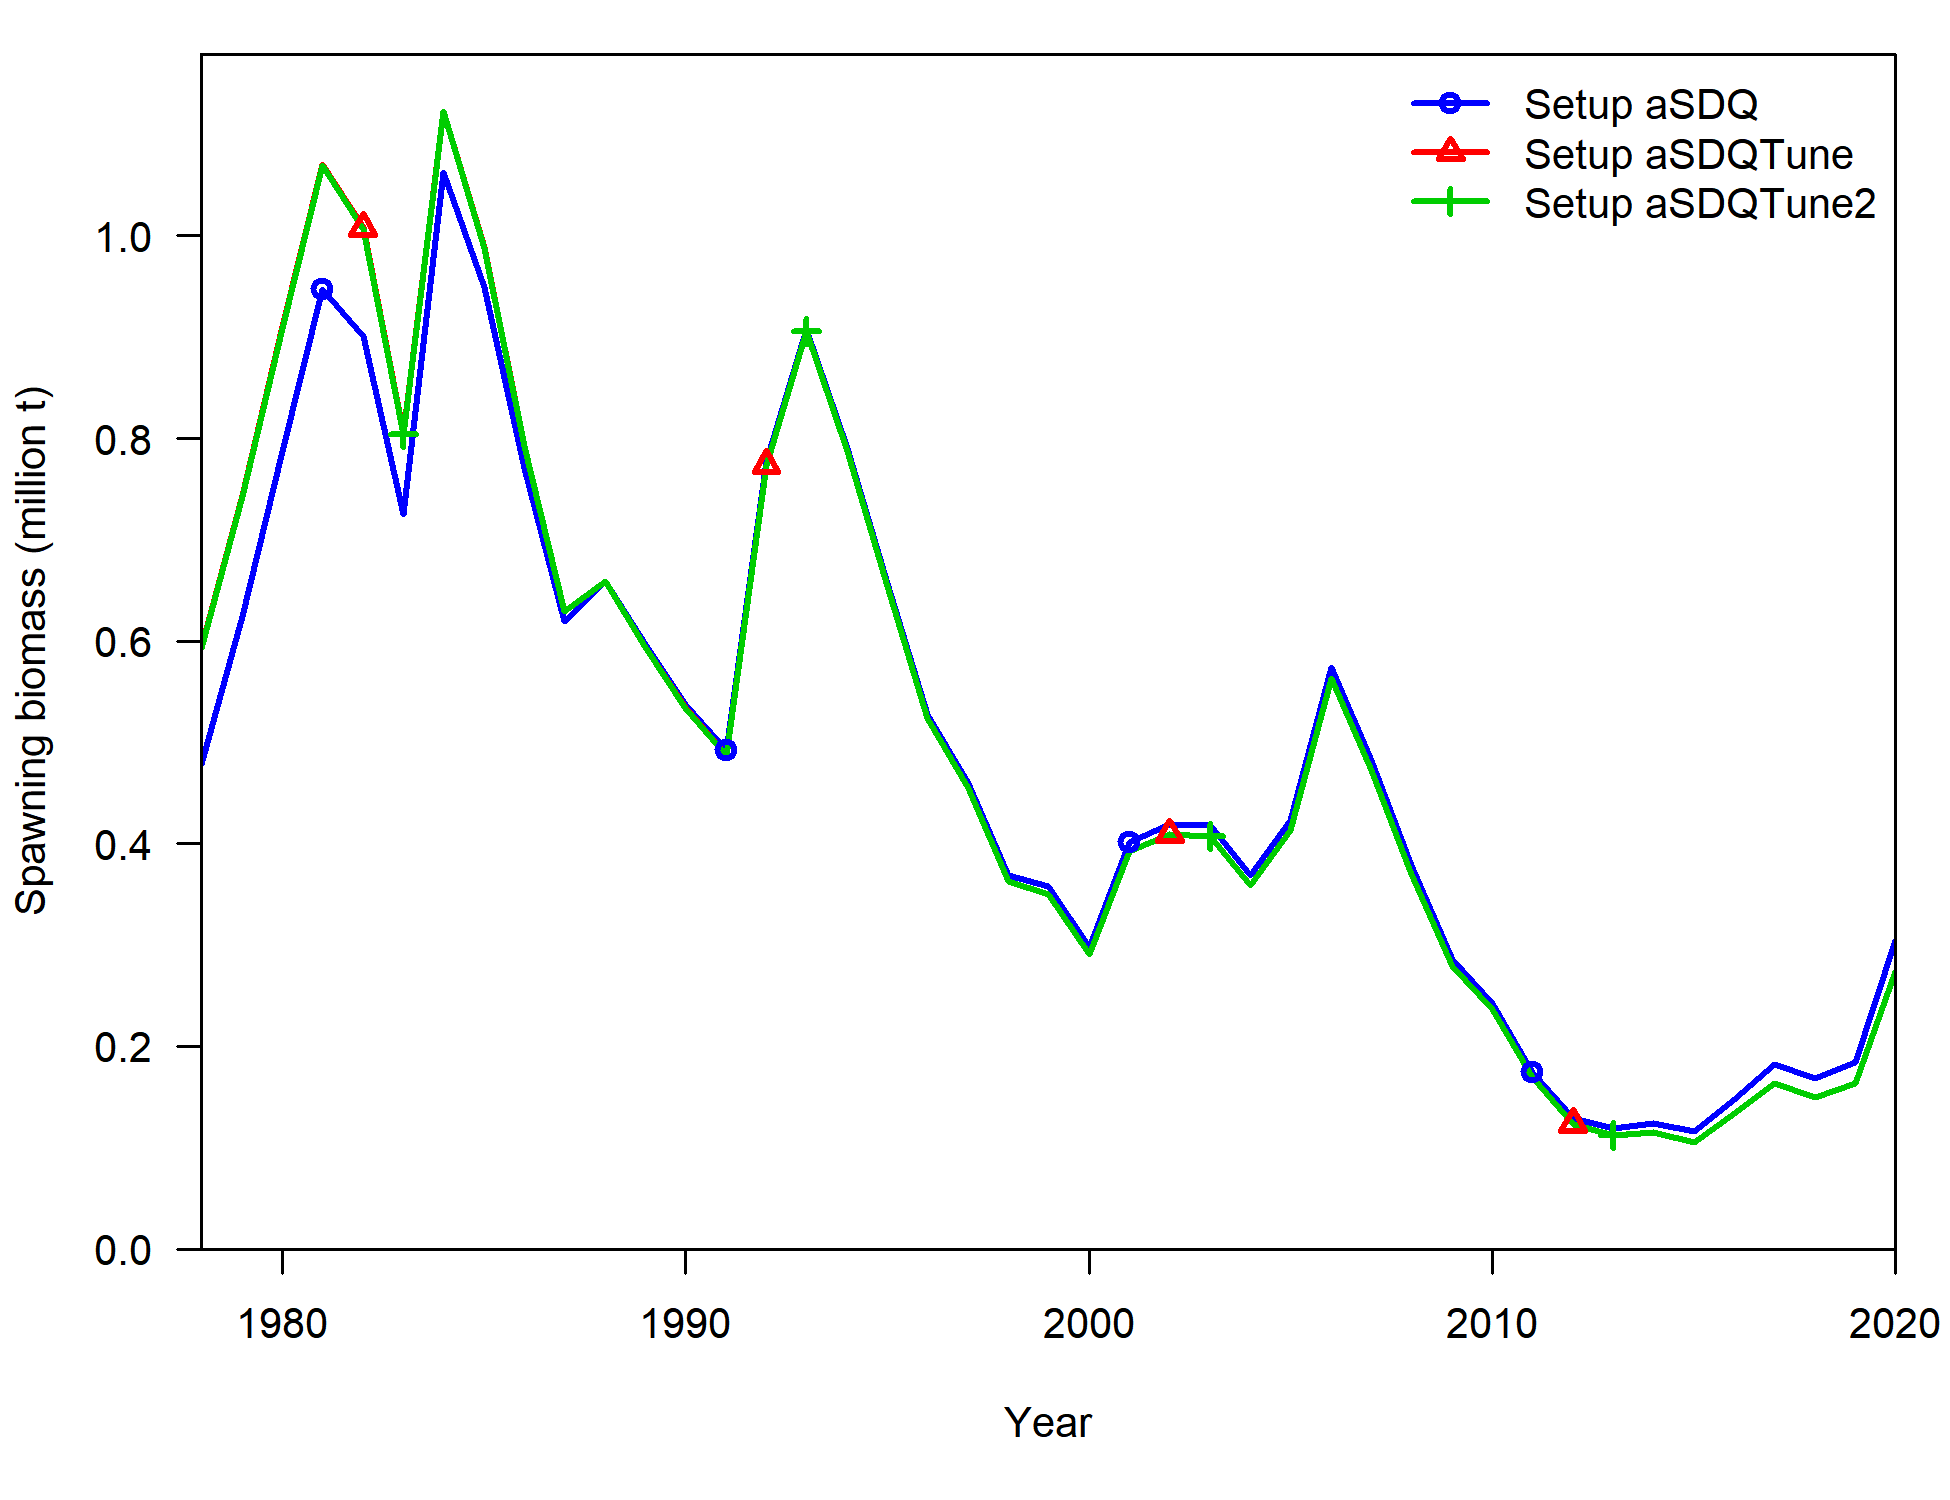 Setup aSDQ
Setup aSDQTune
Setup aSDQTune2
Spawning biomass (million t)
1.0
0.8
0.6
0.4
0.2
0.0
1980 1990 2000 2010 2020
Year